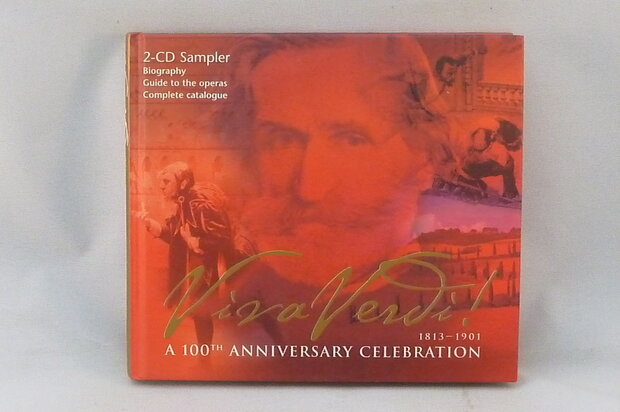 2-CD Sampler
Biography
Guide to the operas
Complete catalogue
Viva Verdi!
1813–1901
A 100TH ANNIVERSARY CELEBRATION